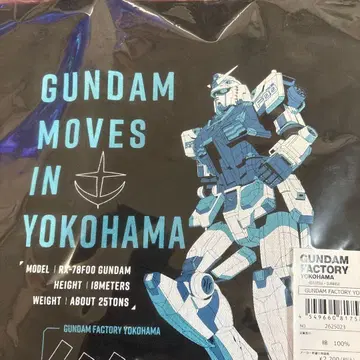 GUNDAM
MOVES
IN
YOKOHAMA
MODEL | RX-78F00 GUNDAM
HEIGHT | 18METERS
WEIGHT | ABOUT 25TONS
GUNDAM FACTORY YOKOHAMA
GUNDAM
FACTORY
YOKOHAMA
GUNDAM FACTORY YO
2625023
綿 100%